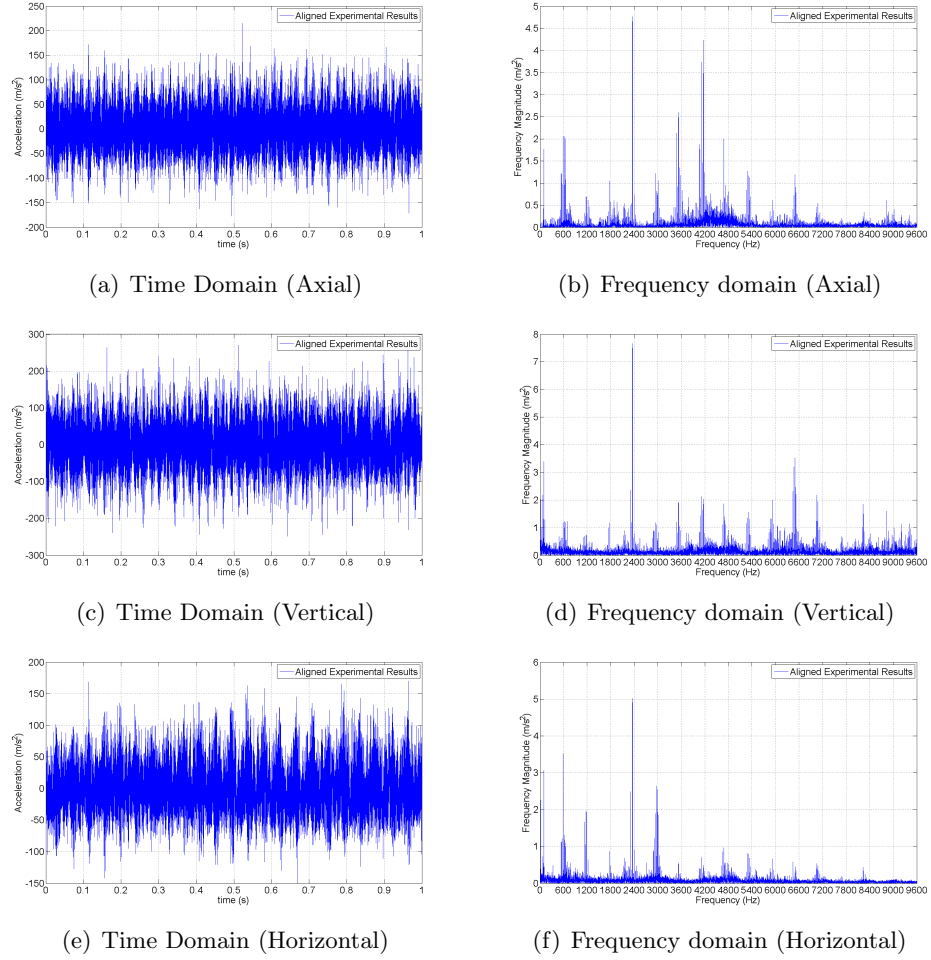 Aligned Experimental Results
Acceleration (m/s²)
250
200
150
100
50
0
-50
-100
-150
-200
0 0.1 0.2 0.3 0.4 0.5 0.6 0.7 0.8 0.9 1
time (s)
(a) Time Domain (Axial)
Aligned Experimental Results
Frequency Magnitude (m/s²)
5
4.5
4
3.5
3
2.5
2
1.5
1
0.5
0
0 600 1200 1800 2400 3000 3600 4200 4800 5400 6000 6600 7200 7800 8400 9000 9600
Frequency (Hz)
(b) Frequency domain (Axial)
Aligned Experimental Results
Acceleration (m/s²)
300
200
100
0
-100
-200
-300
0 0.1 0.2 0.3 0.4 0.5 0.6 0.7 0.8 0.9 1
time (s)
(c) Time Domain (Vertical)
Aligned Experimental Results
Frequency Magnitude (m/s²)
8
7
6
5
4
3
2
1
0
0 600 1200 1800 2400 3000 3600 4200 4800 5400 6000 6600 7200 7800 8400 9000 9600
Frequency (Hz)
(d) Frequency domain (Vertical)
Aligned Experimental Results
Acceleration (m/s²)
200
150
100
50
0
-50
-100
-150
0 0.1 0.2 0.3 0.4 0.5 0.6 0.7 0.8 0.9 1
time (s)
(e) Time Domain (Horizontal)
Aligned Experimental Results
Frequency Magnitude (m/s²)
6
5
4
3
2
1
0
0 600 1200 1800 2400 3000 3600 4200 4800 5400 6000 6600 7200 7800 8400 9000 9600
Frequency (Hz)
(f) Frequency domain (Horizontal)